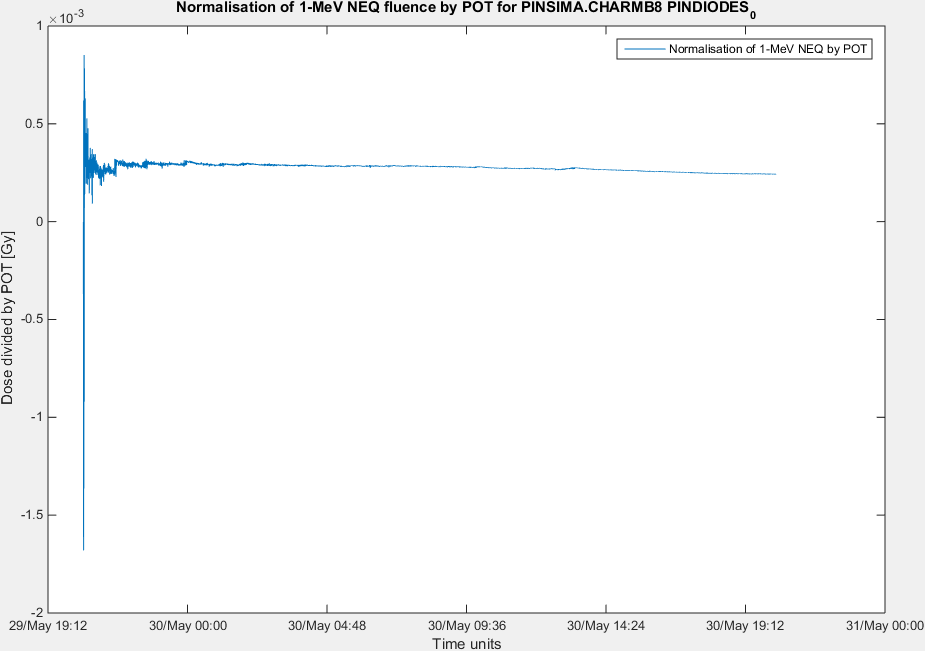 Normalisation of 1-MeV NEQ fluence by POT for PINSIMA.CHARMB8 PINDIODES0
×10-3
Normalisation of 1-MeV NEQ by POT
1
0.5
0
-0.5
-1
-1.5
-2
Dose divided by POT [Gy]
29/May 19:12 30/May 00:00 30/May 04:48 30/May 09:36 30/May 14:24 30/May 19:12 31/May 00:00
Time units